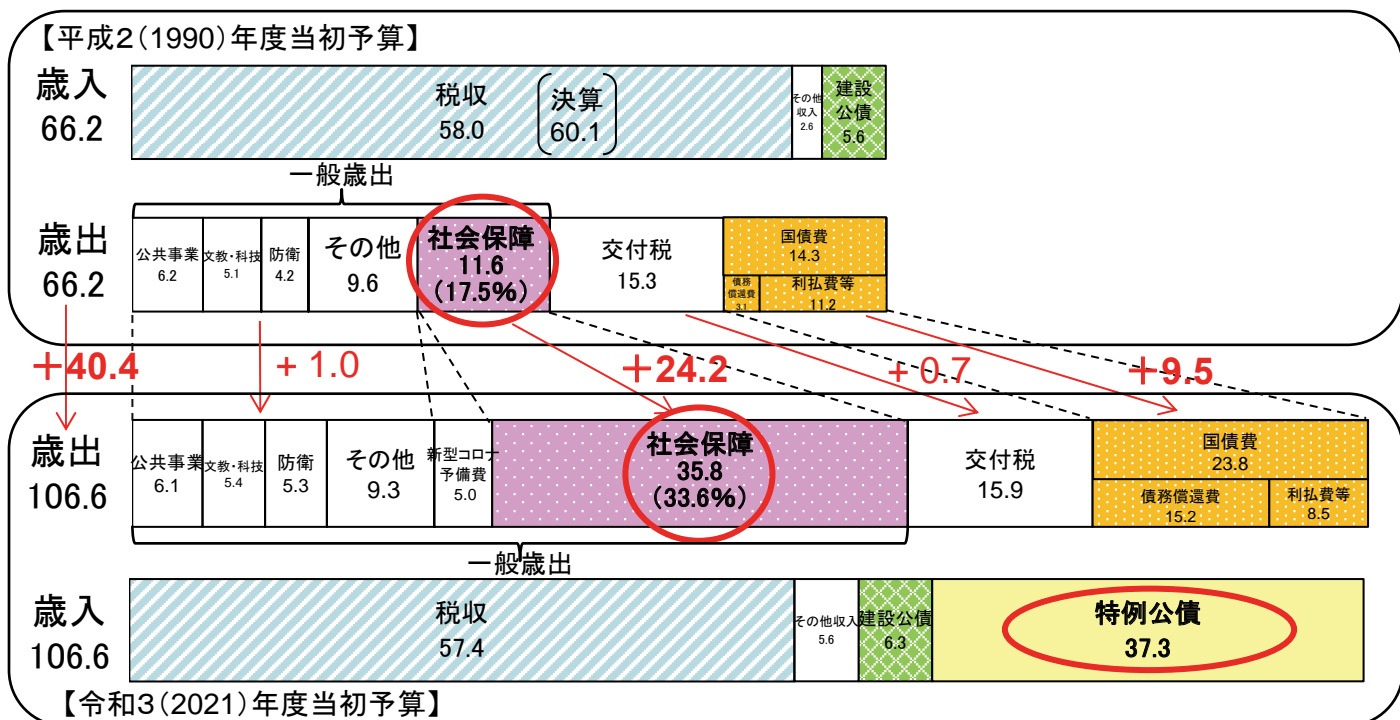 【平成2(1990)年度当初予算】
歳入
66.2
税収
58.0
決算
60.1
その他
収入
2.6
建設
公債
5.6
一般歳出
歳出
66.2
公共事業
6.2
文教・科技
5.1
防衛
4.2
その他
9.6
社会保障
11.6
(17.5%)
交付税
15.3
国債費
14.3
債務
償還費
3.1
利払費等
11.2
+40.4
+ 1.0
+24.2
+ 0.7
+9.5
歳出
106.6
公共事業
6.1
文教・科技
5.4
防衛
5.3
その他
9.3
新型コロナ
予備費
5.0
社会保障
35.8
(33.6%)
交付税
15.9
国債費
23.8
債務償還費
15.2
利払費等
8.5
一般歳出
歳入
106.6
税収
57.4
その他収入
5.6
建設公債
6.3
特例公債
37.3
【令和3(2021)年度当初予算】